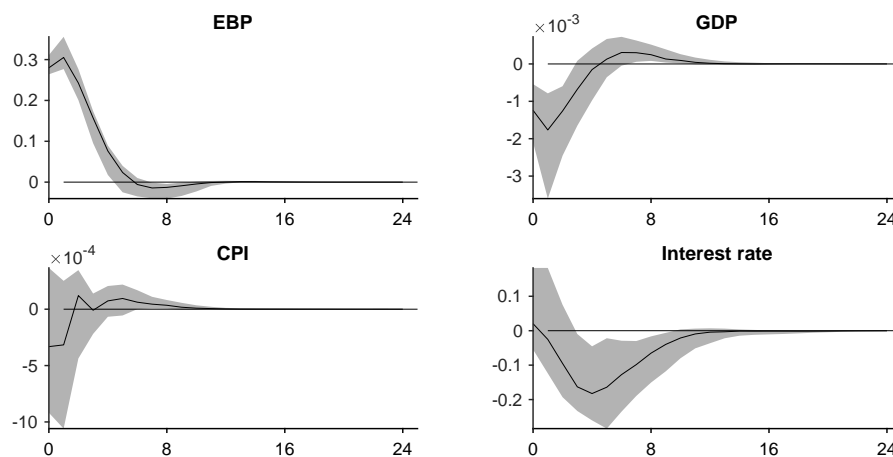 EBP
0.3
0.2
0.1
0
0 8 16 24
GDP
×10⁻³
0
-1
-2
-3
0 8 16 24
CPI
×10⁻⁴
0
-5
-10
0 8 16 24
Interest rate
0.1
0
-0.1
-0.2
0 8 16 24